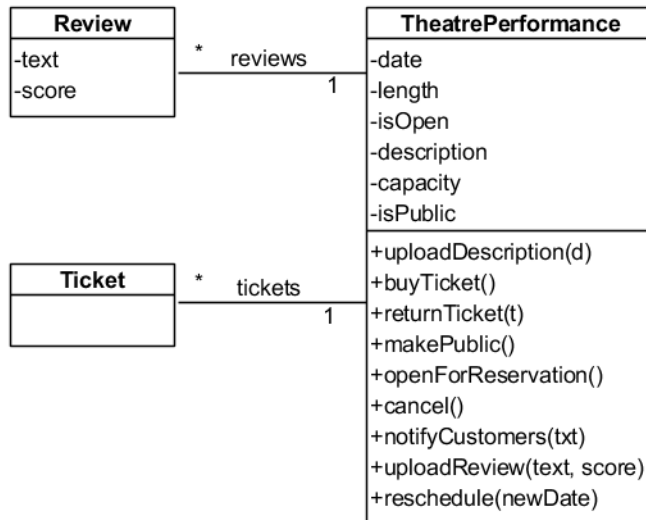 Review
-text
-score
* reviews
1
Ticket
* tickets
1
TheatrePerformance
-date
-length
-isOpen
-description
-capacity
-isPublic
+uploadDescription(d)
+buyTicket()
+returnTicket(t)
+makePublic()
+openForReservation()
+cancel()
+notifyCustomers(txt)
+uploadReview(text, score)
+reschedule(newDate)